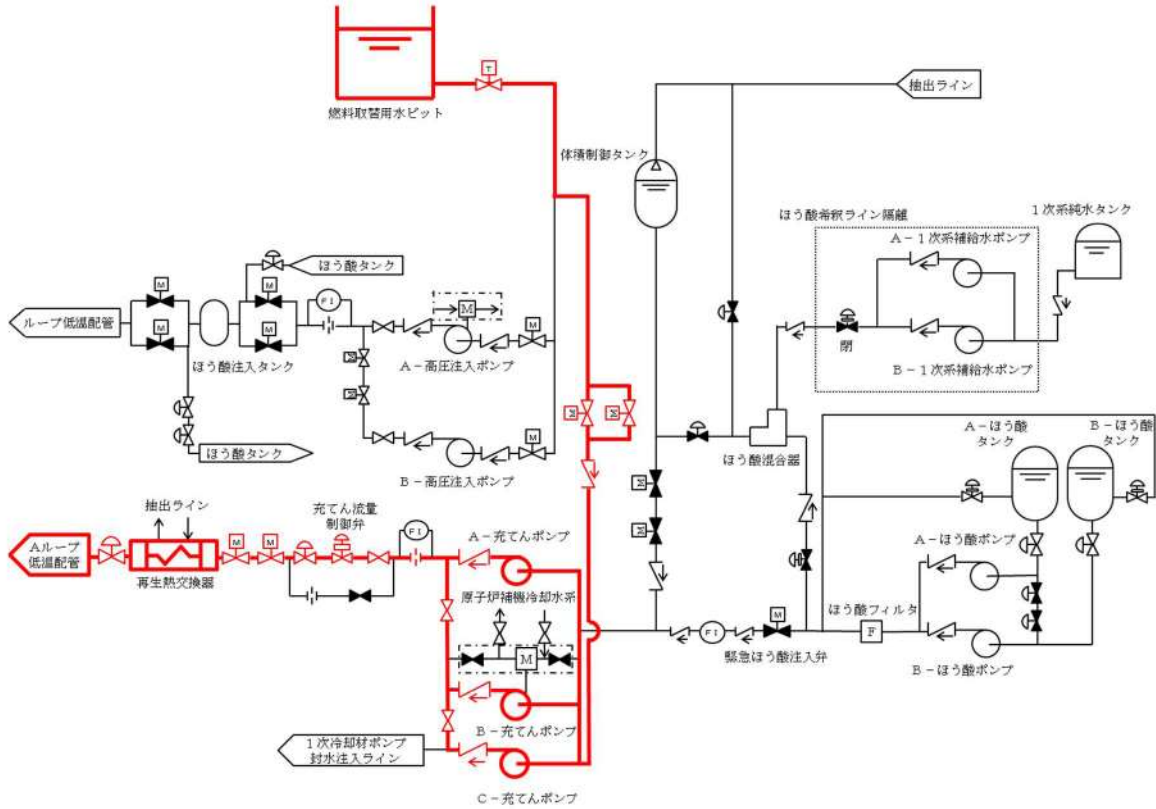 T
燃料取替用水ピット
抽出ライン
体積制御タンク
ほう酸希釈ライン隔離
1次系純水タンク
A-1次系補給水ポンプ
閉
B-1次系補給水ポンプ
ほう酸タンク
M
M
FI
M
M
ループ低温配管
M
M
ほう酸注入タンク
A-高圧注入ポンプ
M
M
M
ほう酸タンク
B-高圧注入ポンプ
M
M
ほう酸混合器
A-ほう酸
タンク
B-ほう酸
タンク
M
M
抽出ライン
充てん流量
制御弁
FI
A-充てんポンプ
M
M
Aループ
低温配管
再生熱交換器
原子炉補機冷却水系
M
A-ほう酸ポンプ
ほう酸フィルタ
M
FI
F
緊急ほう酸注入弁
B-ほう酸ポンプ
B-充てんポンプ
1次冷却材ポンプ
封水注入ライン
C-充てんポンプ